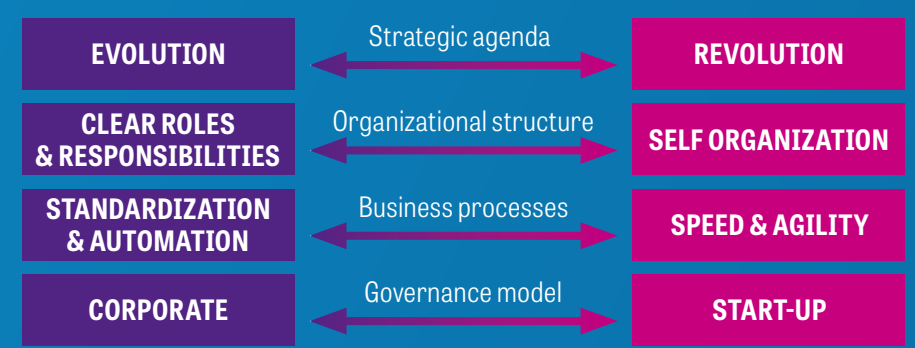 EVOLUTION
Strategic agenda
REVOLUTION
CLEAR ROLES
& RESPONSIBILITIES
Organizational structure
SELF ORGANIZATION
STANDARDIZATION
& AUTOMATION
Business processes
SPEED & AGILITY
CORPORATE
Governance model
START-UP